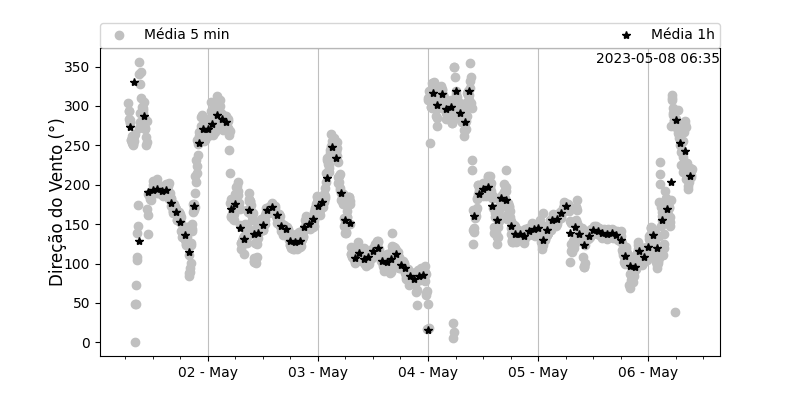 Média 5 min
Média 1h
2023-05-08 06:35
Direção do Vento (°)
350
300
250
200
150
100
50
0
02 - May
03 - May
04 - May
05 - May
06 - May